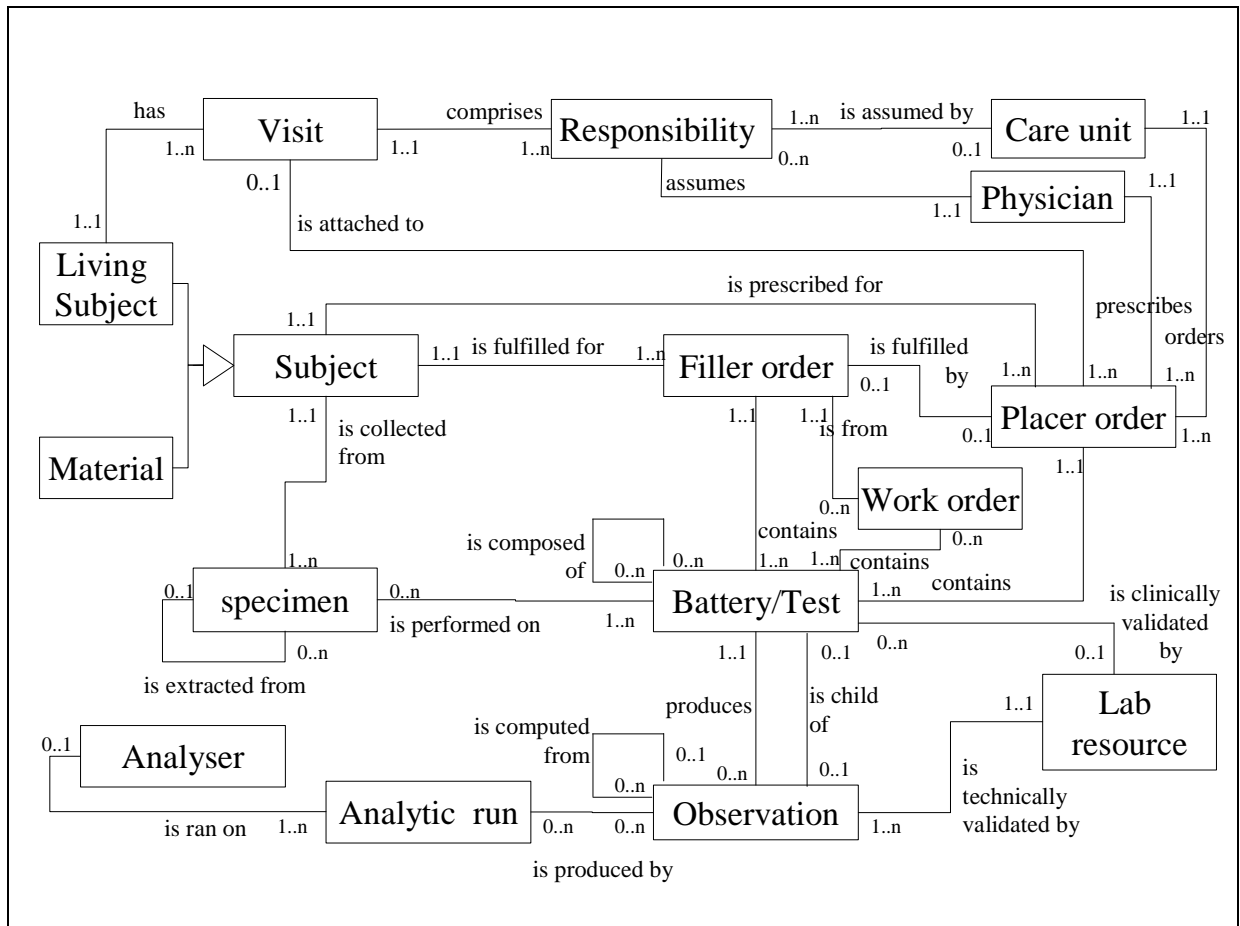 has
Visit
comprises
Responsibility
1..n
is assumed by
Care unit
1..1
1..n
1..1
1..n
0..n
0..1
0..1
assumes
1..1
Physician
1..1
1..1
is attached to
Living
Subject
is prescribed for
prescribes
orders
1..1
Subject
1..1
is fulfilled for
1..n
Filler order
is fulfilled
by
0..1
1..n
1..n
1..n
1..1
1..1
1..1
0..1
Placer order
1..n
is collected
from
is from
1..1
Material
0..n
Work order
0..n
is composed
of
0..n
0..n
contains
1..n
1..n
contains
1..n
0..1
specimen
0..n
Battery/Test
1..n
contains
is clinically
validated
by
is performed on
1..n
0..n
1..1
0..1
0..n
0..1
is extracted from
produces
is child
of
1..1
Lab
resource
is computed
from
0..1
0..1
Analyser
0..n
0..n
0..1
is
technically
validated by
is ran on
1..n
Analytic run
0..n
0..n
Observation
1..n
is produced by